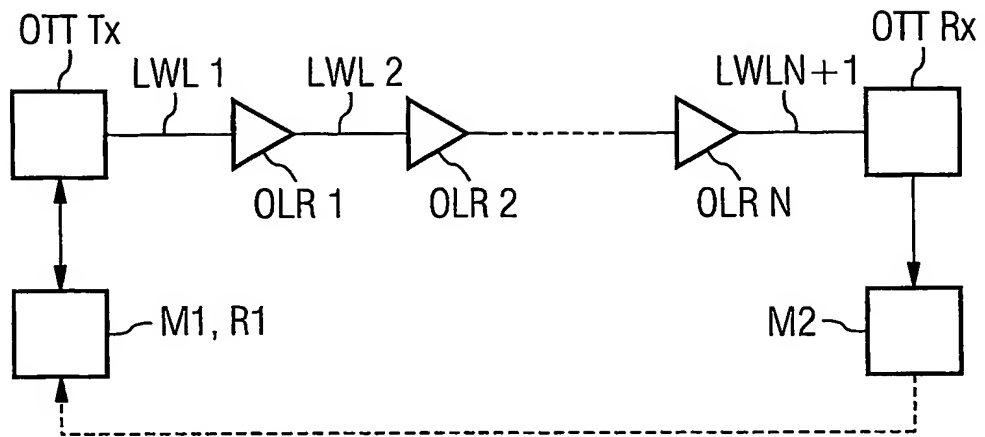 OTT Tx
OTT Rx
LWL 1
LWL 2
LWLN+1
OLR 1
OLR 2
OLR N
M1, R1
M2